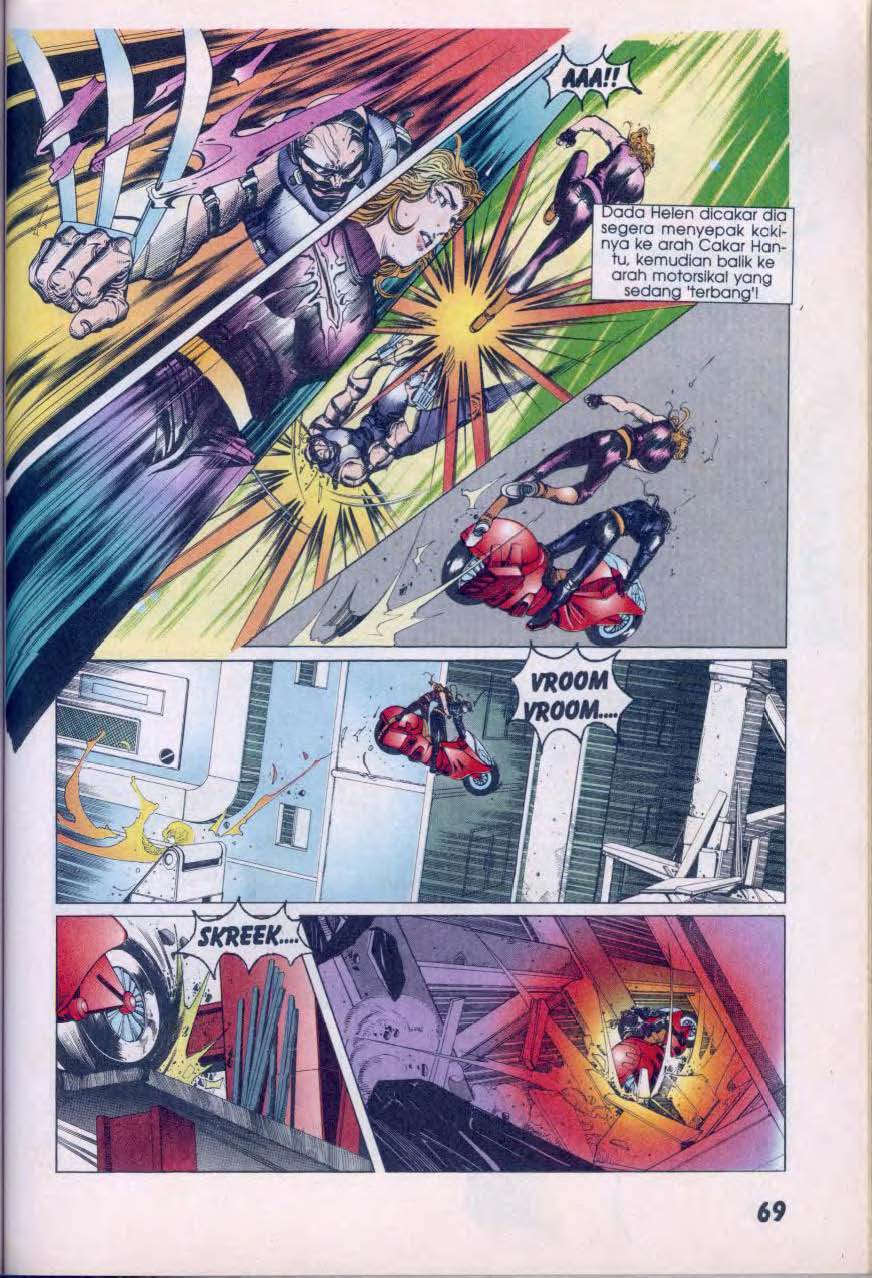 AAA!!
Dada Helen dicakar dia
segera menyepak kaki-
nya ke arah Cakar Han-
tu, kemudian balik ke
arah motorsikal yang
sedang 'terbang'!
VROOM
VROOM....
SKREEK....
69